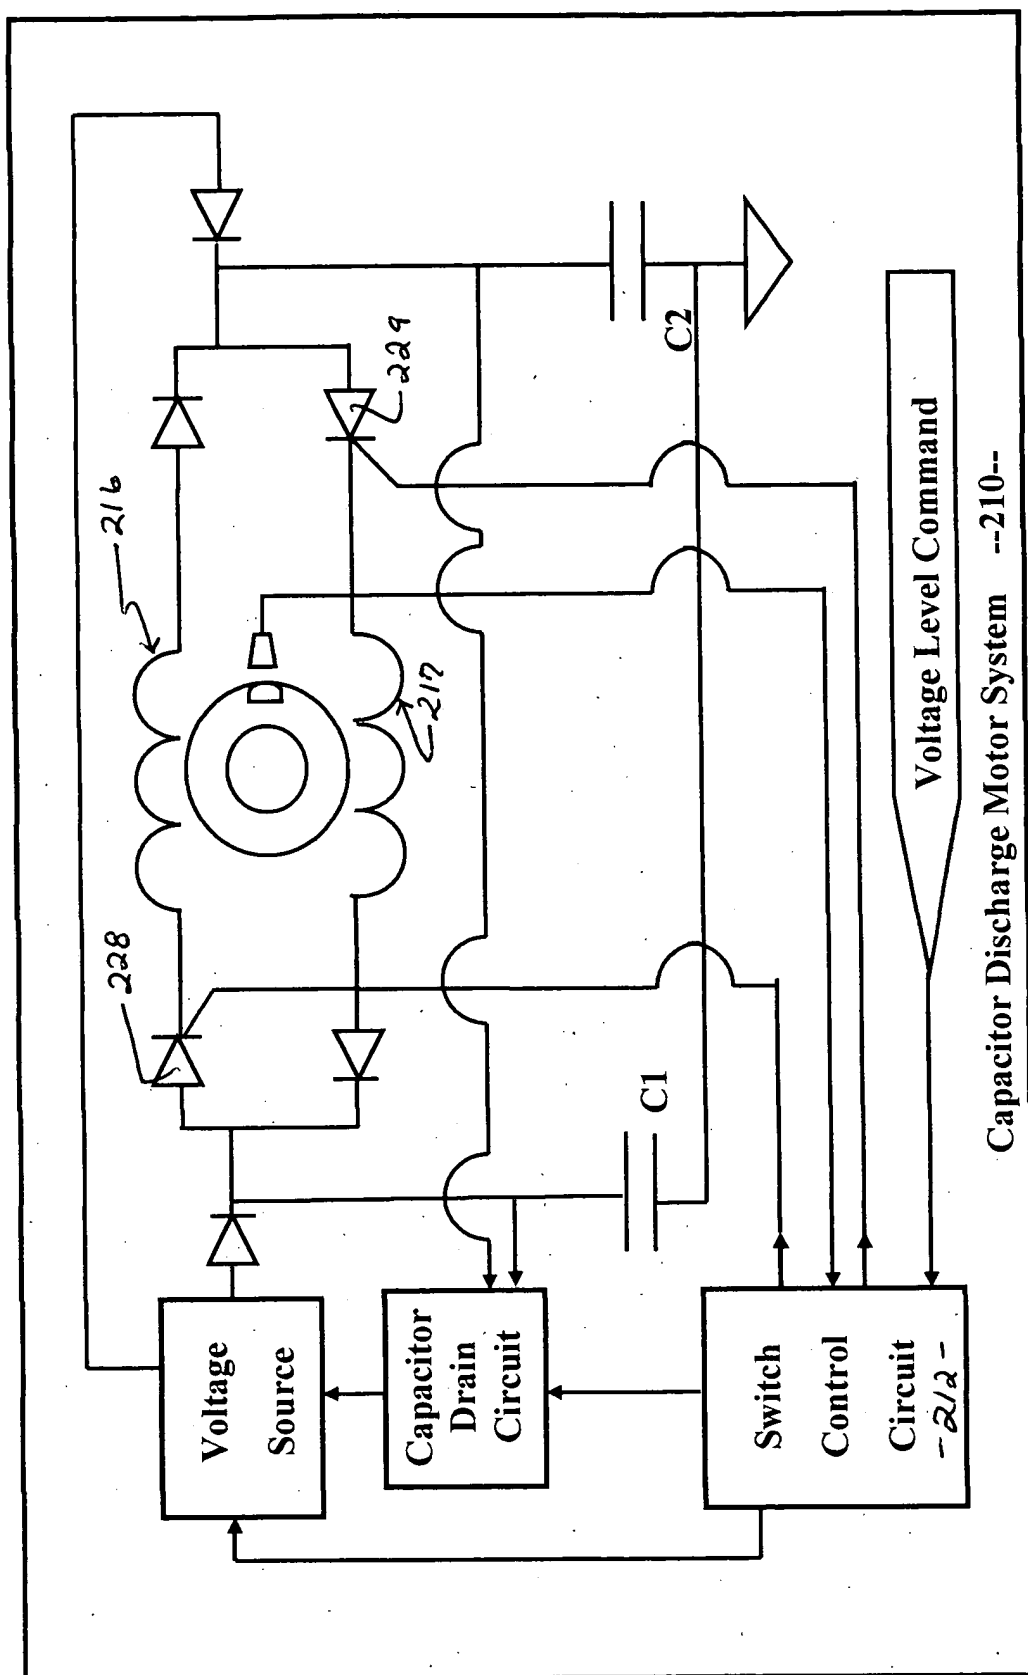 216
228
229
217
Voltage
Source
Capacitor
Drain
Circuit
C1
C2
Switch
Control
Circuit
-212-
Voltage Level Command
Capacitor Discharge Motor System --210--